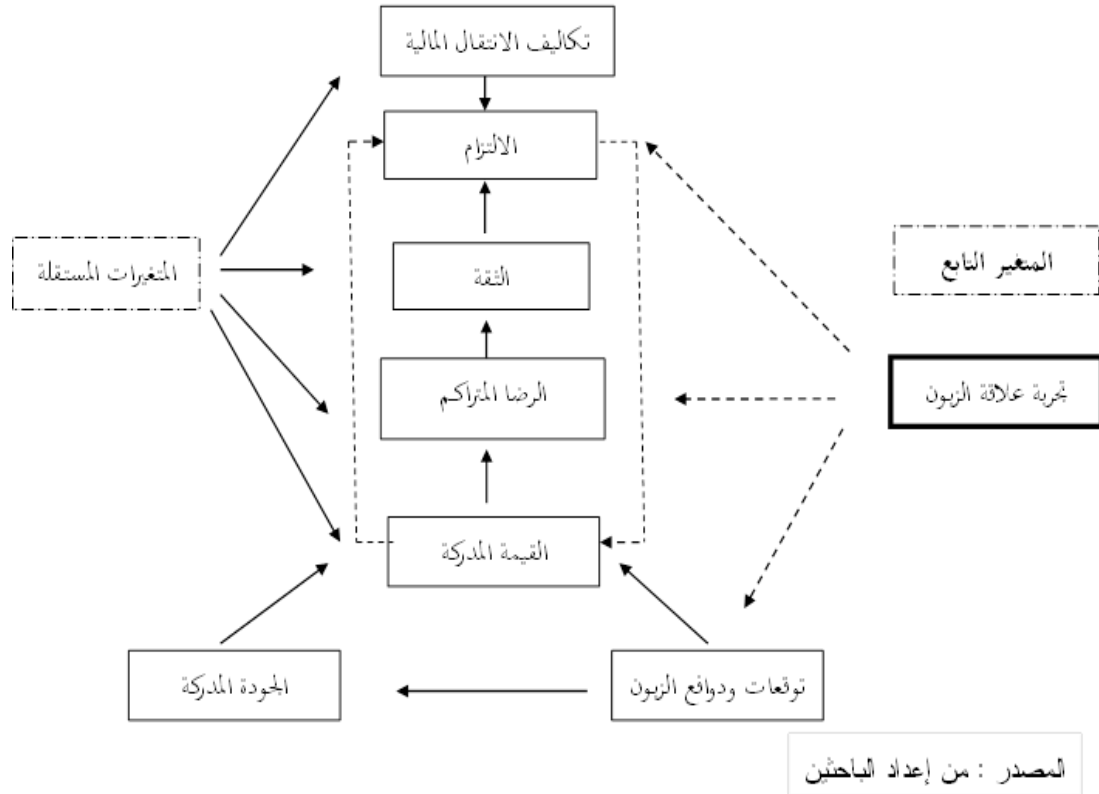 تكاليف الانتقال المالية
الالتزام
المتغيرات المستقلة
الثقة
المتغير التابع
الرضا المتراكم
تجربة علاقة الزبون
القيمة المدركة
الجودة المدركة
توقعات ودوافع الزبون
المصدر : من إعداد الباحثين